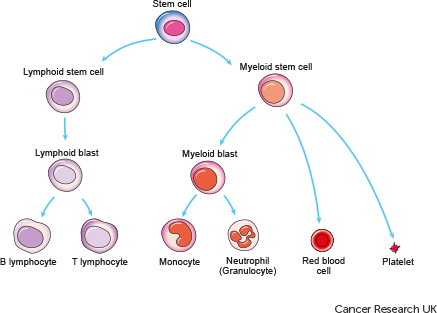 Stem cell
Lymphoid stem cell
Myeloid stem cell
Lymphoid blast
Myeloid blast
B lymphocyte
T lymphocyte
Monocyte
Neutrophil
(Granulocyte)
Red blood
cell
Platelet
Cancer Research UK